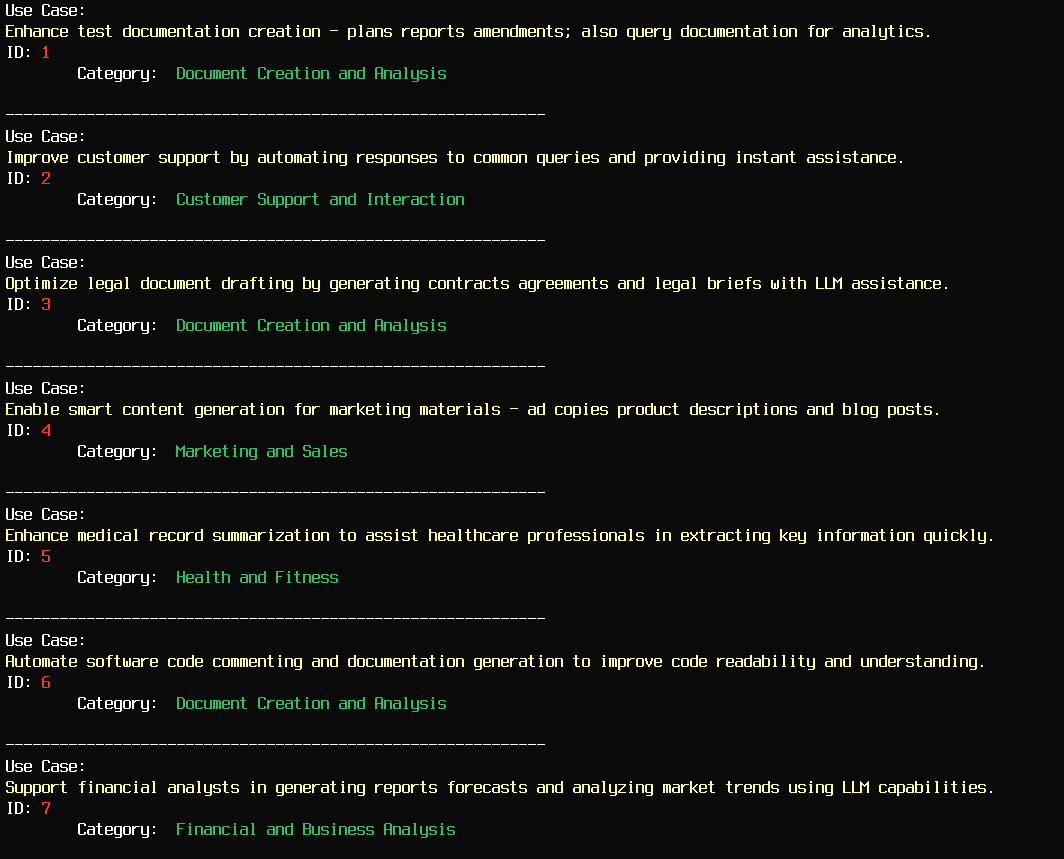 Use Case:
Enhance test documentation creation - plans reports amendments; also query documentation for analytics.
ID: 1
Category: Document Creation and Analysis
------------------------------------------------------------
Use Case:
Improve customer support by automating responses to common queries and providing instant assistance.
ID: 2
Category: Customer Support and Interaction
------------------------------------------------------------
Use Case:
Optimize legal document drafting by generating contracts agreements and legal briefs with LLM assistance.
ID: 3
Category: Document Creation and Analysis
------------------------------------------------------------
Use Case:
Enable smart content generation for marketing materials - ad copies product descriptions and blog posts.
ID: 4
Category: Marketing and Sales
------------------------------------------------------------
Use Case:
Enhance medical record summarization to assist healthcare professionals in extracting key information quickly.
ID: 5
Category: Health and Fitness
------------------------------------------------------------
Use Case:
Automate software code commenting and documentation generation to improve code readability and understanding.
ID: 6
Category: Document Creation and Analysis
------------------------------------------------------------
Use Case:
Support financial analysts in generating reports forecasts and analyzing market trends using LLM capabilities.
ID: 7
Category: Financial and Business Analysis